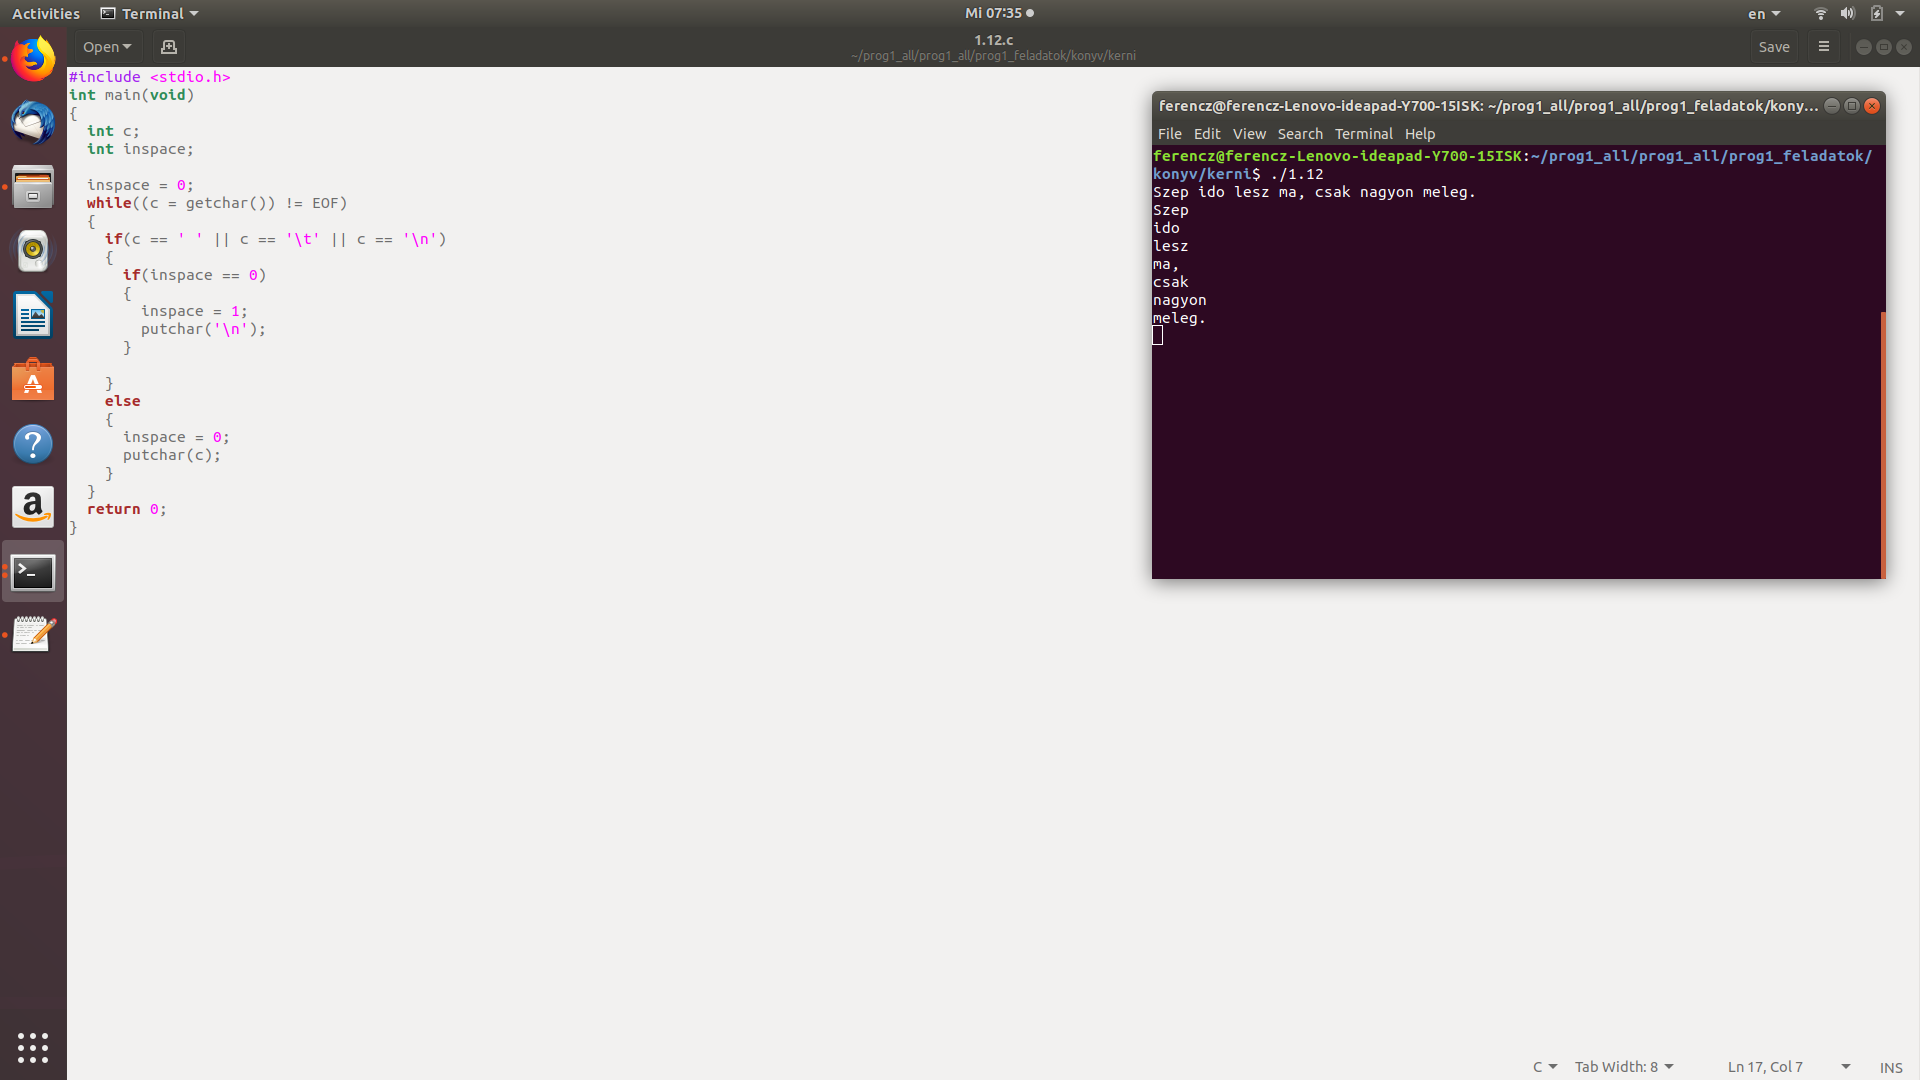 Activities Terminal Mi 07:35 en
Open 1.12.c Save
~/prog1_all/prog1_all/prog1_feladatok/konyv/kerni
#include <stdio.h>
int main(void)
{
  int c;
  int inspace;

  inspace = 0;
  while((c = getchar()) != EOF)
  {
    if(c == ' ' || c == '\t' || c == '\n')
    {
      if(inspace == 0)
      {
        inspace = 1;
        putchar('\n');
      }

    }
    else
    {
      inspace = 0;
      putchar(c);
    }
  }
  return 0;
}
ferencz@ferencz-Lenovo-ideapad-Y700-15ISK: ~/prog1_all/prog1_all/prog1_feladatok/kony...
File Edit View Search Terminal Help
ferencz@ferencz-Lenovo-ideapad-Y700-15ISK:~/prog1_all/prog1_all/prog1_feladatok/
konyv/kerni$ ./1.12
Szep ido lesz ma, csak nagyon meleg.
Szep
ido
lesz
ma,
csak
nagyon
meleg.
C Tab Width: 8 Ln 17, Col 7 INS